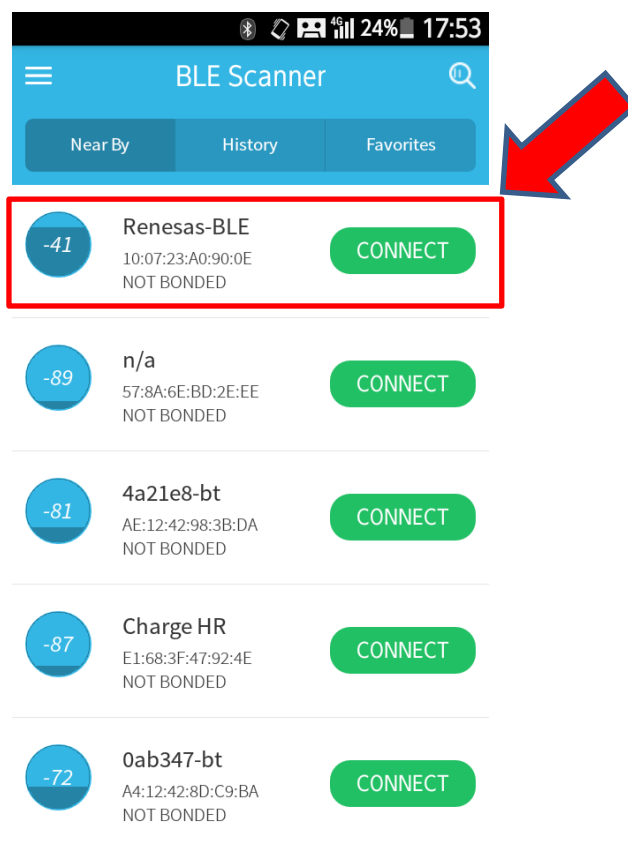 4G 24% 17:53
BLE Scanner
Near By History Favorites
-41 Renesas-BLE CONNECT
10:07:23:A0:90:0E
NOT BONDED
-89 n/a CONNECT
57:8A:6E:BD:2E:EE
NOT BONDED
-81 4a21e8-bt CONNECT
AE:12:42:98:3B:DA
NOT BONDED
-87 Charge HR CONNECT
E1:68:3F:47:92:4E
NOT BONDED
-72 0ab347-bt CONNECT
A4:12:42:8D:C9:BA
NOT BONDED